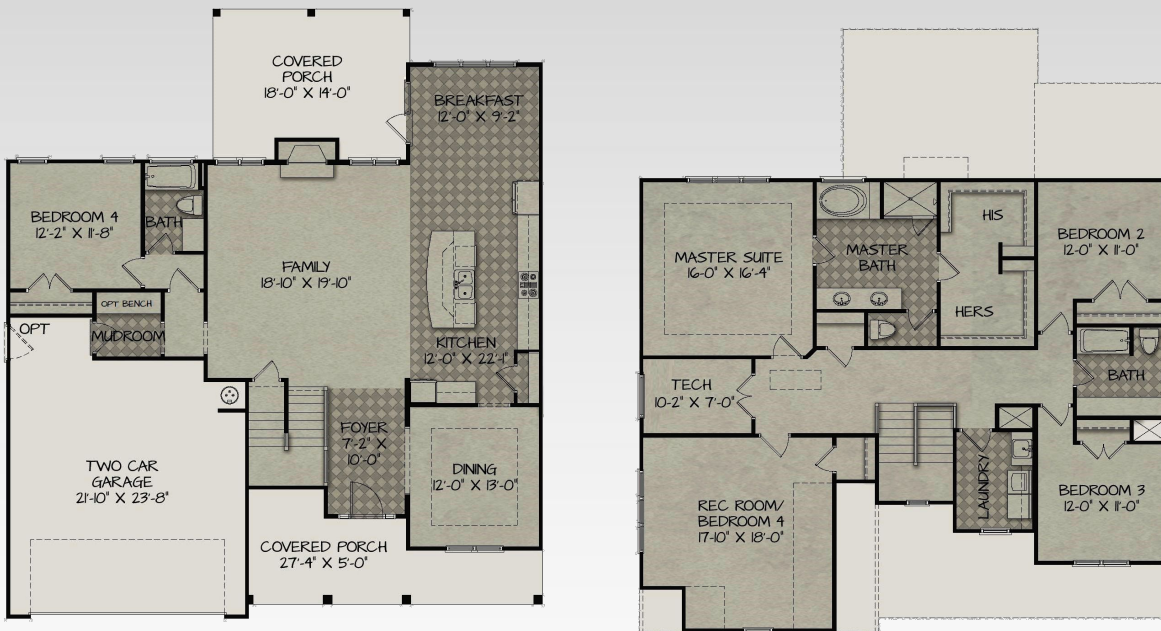 COVERED
PORCH
18'-0" X 14'-0"
BREAKFAST
12'-0" X 9'-2"
BEDROOM 4
12'-2" X 11'-8"
BATH
FAMILY
18'-10" X 19'-10"
OPT BENCH
MUDROOM
OPT
KITCHEN
12'-0" X 22'-1"
FOYER
7'-2" X
10'-0"
DINING
12'-0" X 13'-0"
TWO CAR
GARAGE
21'-10" X 23'-8"
COVERED PORCH
27'-4" X 5'-0"
MASTER SUITE
16'-0" X 16'-4"
MASTER
BATH
HIS
HERS
BEDROOM 2
12'-0" X 11'-0"
TECH
10'-2" X 7'-0"
BATH
LAUNDRY
REC ROOM/
BEDROOM 4
17'-10" X 18'-0"
BEDROOM 3
12'-0" X 11'-0"